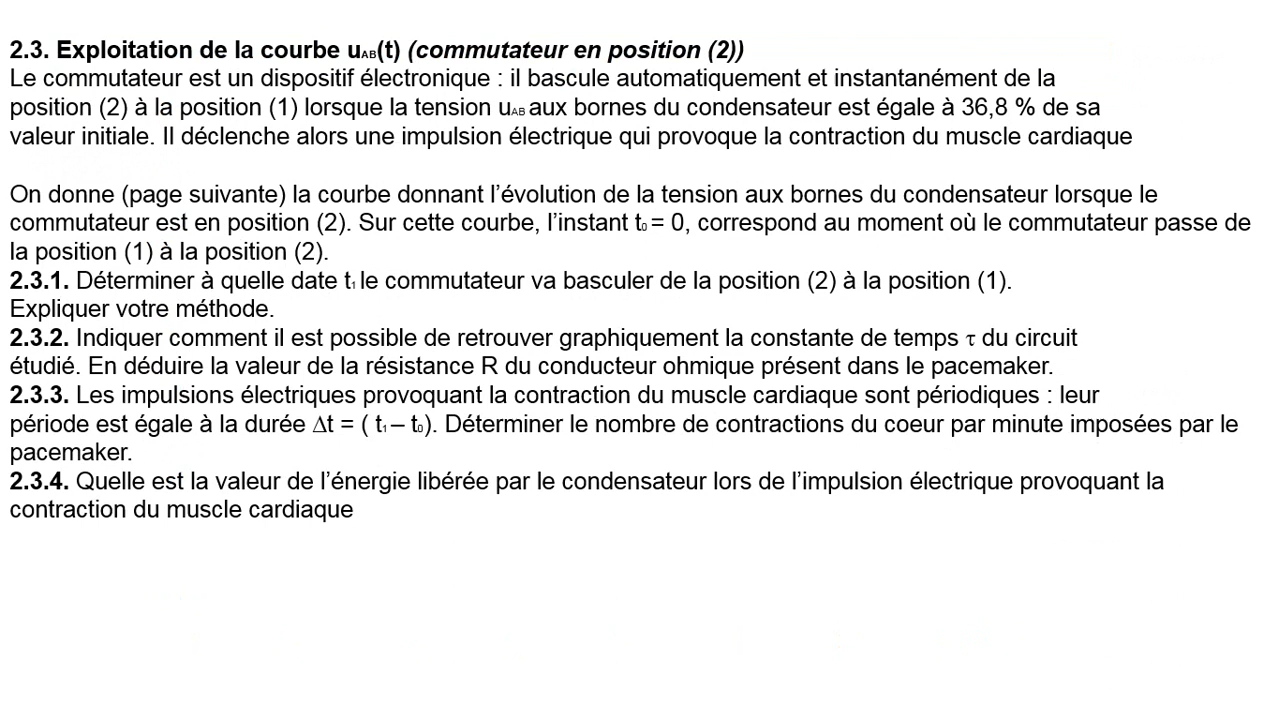 2.3. Exploitation de la courbe uAB(t) (commutateur en position (2))
Le commutateur est un dispositif électronique : il bascule automatiquement et instantanément de la
position (2) à la position (1) lorsque la tension uAB aux bornes du condensateur est égale à 36,8 % de sa
valeur initiale. Il déclenche alors une impulsion électrique qui provoque la contraction du muscle cardiaque
On donne (page suivante) la courbe donnant l’évolution de la tension aux bornes du condensateur lorsque le
commutateur est en position (2). Sur cette courbe, l’instant t0 = 0, correspond au moment où le commutateur passe de
la position (1) à la position (2).
2.3.1. Déterminer à quelle date t1 le commutateur va basculer de la position (2) à la position (1).
Expliquer votre méthode.
2.3.2. Indiquer comment il est possible de retrouver graphiquement la constante de temps τ du circuit
étudié. En déduire la valeur de la résistance R du conducteur ohmique présent dans le pacemaker.
2.3.3. Les impulsions électriques provoquant la contraction du muscle cardiaque sont périodiques : leur
période est égale à la durée Δt = ( t1 – t0). Déterminer le nombre de contractions du coeur par minute imposées par le
pacemaker.
2.3.4. Quelle est la valeur de l’énergie libérée par le condensateur lors de l’impulsion électrique provoquant la
contraction du muscle cardiaque